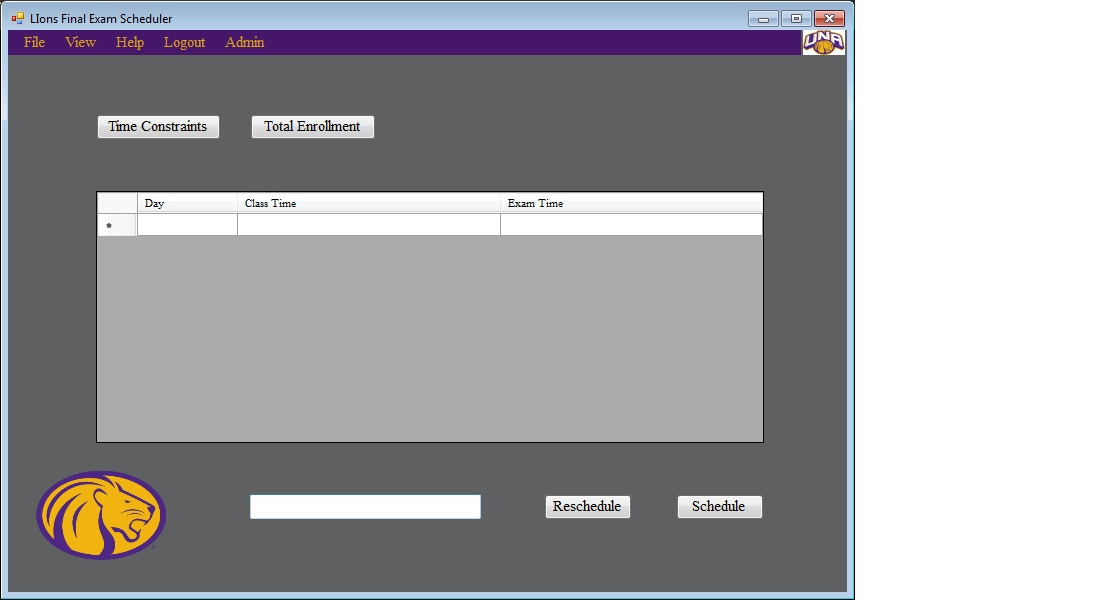 LIons Final Exam Scheduler
File View Help Logout Admin
UNA
Time Constraints Total Enrollment
Day Class Time Exam Time
*
Reschedule Schedule